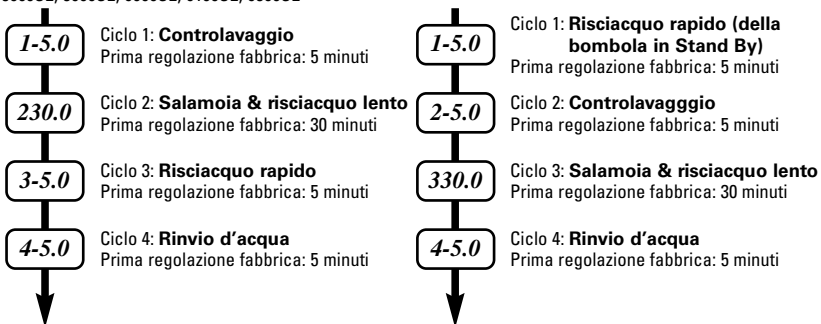 1-5.0
Ciclo 1: Controlavaggio
Prima regolazione fabbrica: 5 minuti
230.0
Ciclo 2: Salamoia & risciacquo lento
Prima regolazione fabbrica: 30 minuti
3-5.0
Ciclo 3: Risciacquo rapido
Prima regolazione fabbrica: 5 minuti
4-5.0
Ciclo 4: Rinvio d’acqua
Prima regolazione fabbrica: 5 minuti
1-5.0
Ciclo 1: Risciacquo rapido (della
bombola in Stand By)
Prima regolazione fabbrica: 5 minuti
2-5.0
Ciclo 2: Controlavagggio
Prima regolazione fabbrica: 5 minuti
330.0
Ciclo 3: Salamoia & risciacquo lento
Prima regolazione fabbrica: 30 minuti
4-5.0
Ciclo 4: Rinvio d’acqua
Prima regolazione fabbrica: 5 minuti